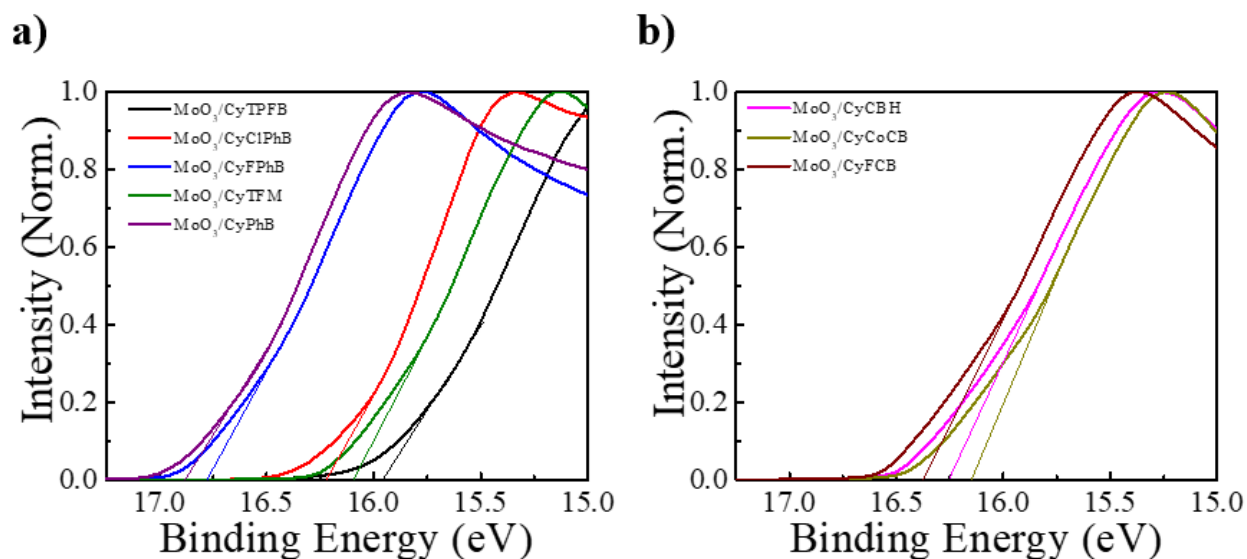 a)
1.0
0.8
0.6
0.4
0.2
0.0
Intensity (Norm.)
MoO₃/CyTPFB
MoO₃/CyClPhB
MoO₃/CyFPhB
MoO₃/CyTFM
MoO₃/CyPhB
17.0 16.5 16.0 15.5 15.0
Binding Energy (eV)
b)
1.0
0.8
0.6
0.4
0.2
0.0
Intensity (Norm.)
MoO₃/CyCBH
MoO₃/CyCoCB
MoO₃/CyFCB
17.0 16.5 16.0 15.5 15.0
Binding Energy (eV)